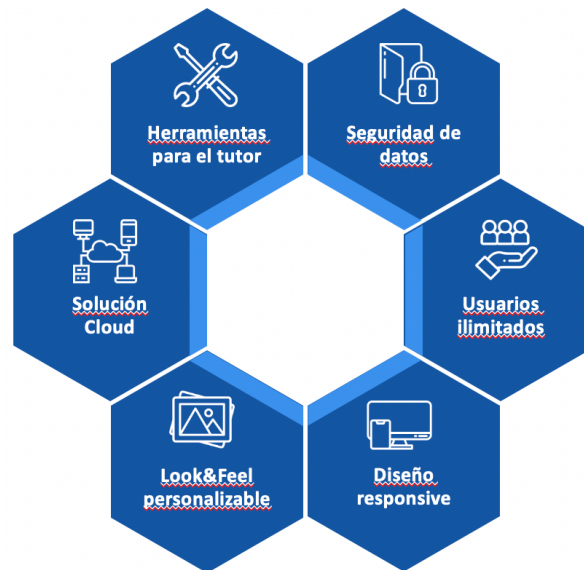 Herramientas
para el tutor
Seguridad de
datos
Solución
Cloud
Usuarios
ilimitados
Look&Feel
personalizable
Diseño
responsive